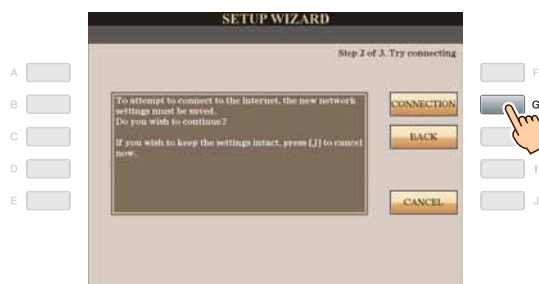 SETUP WIZARD
Step 2 of 3. Try connecting
A
F
To attempt to connect to the Internet, the new network
settings must be saved.
Do you wish to continue?
If you wish to keep the settings intact, press [J] to cancel
now.
CONNECTION
B
G
BACK
C
D
I
CANCEL
E
J